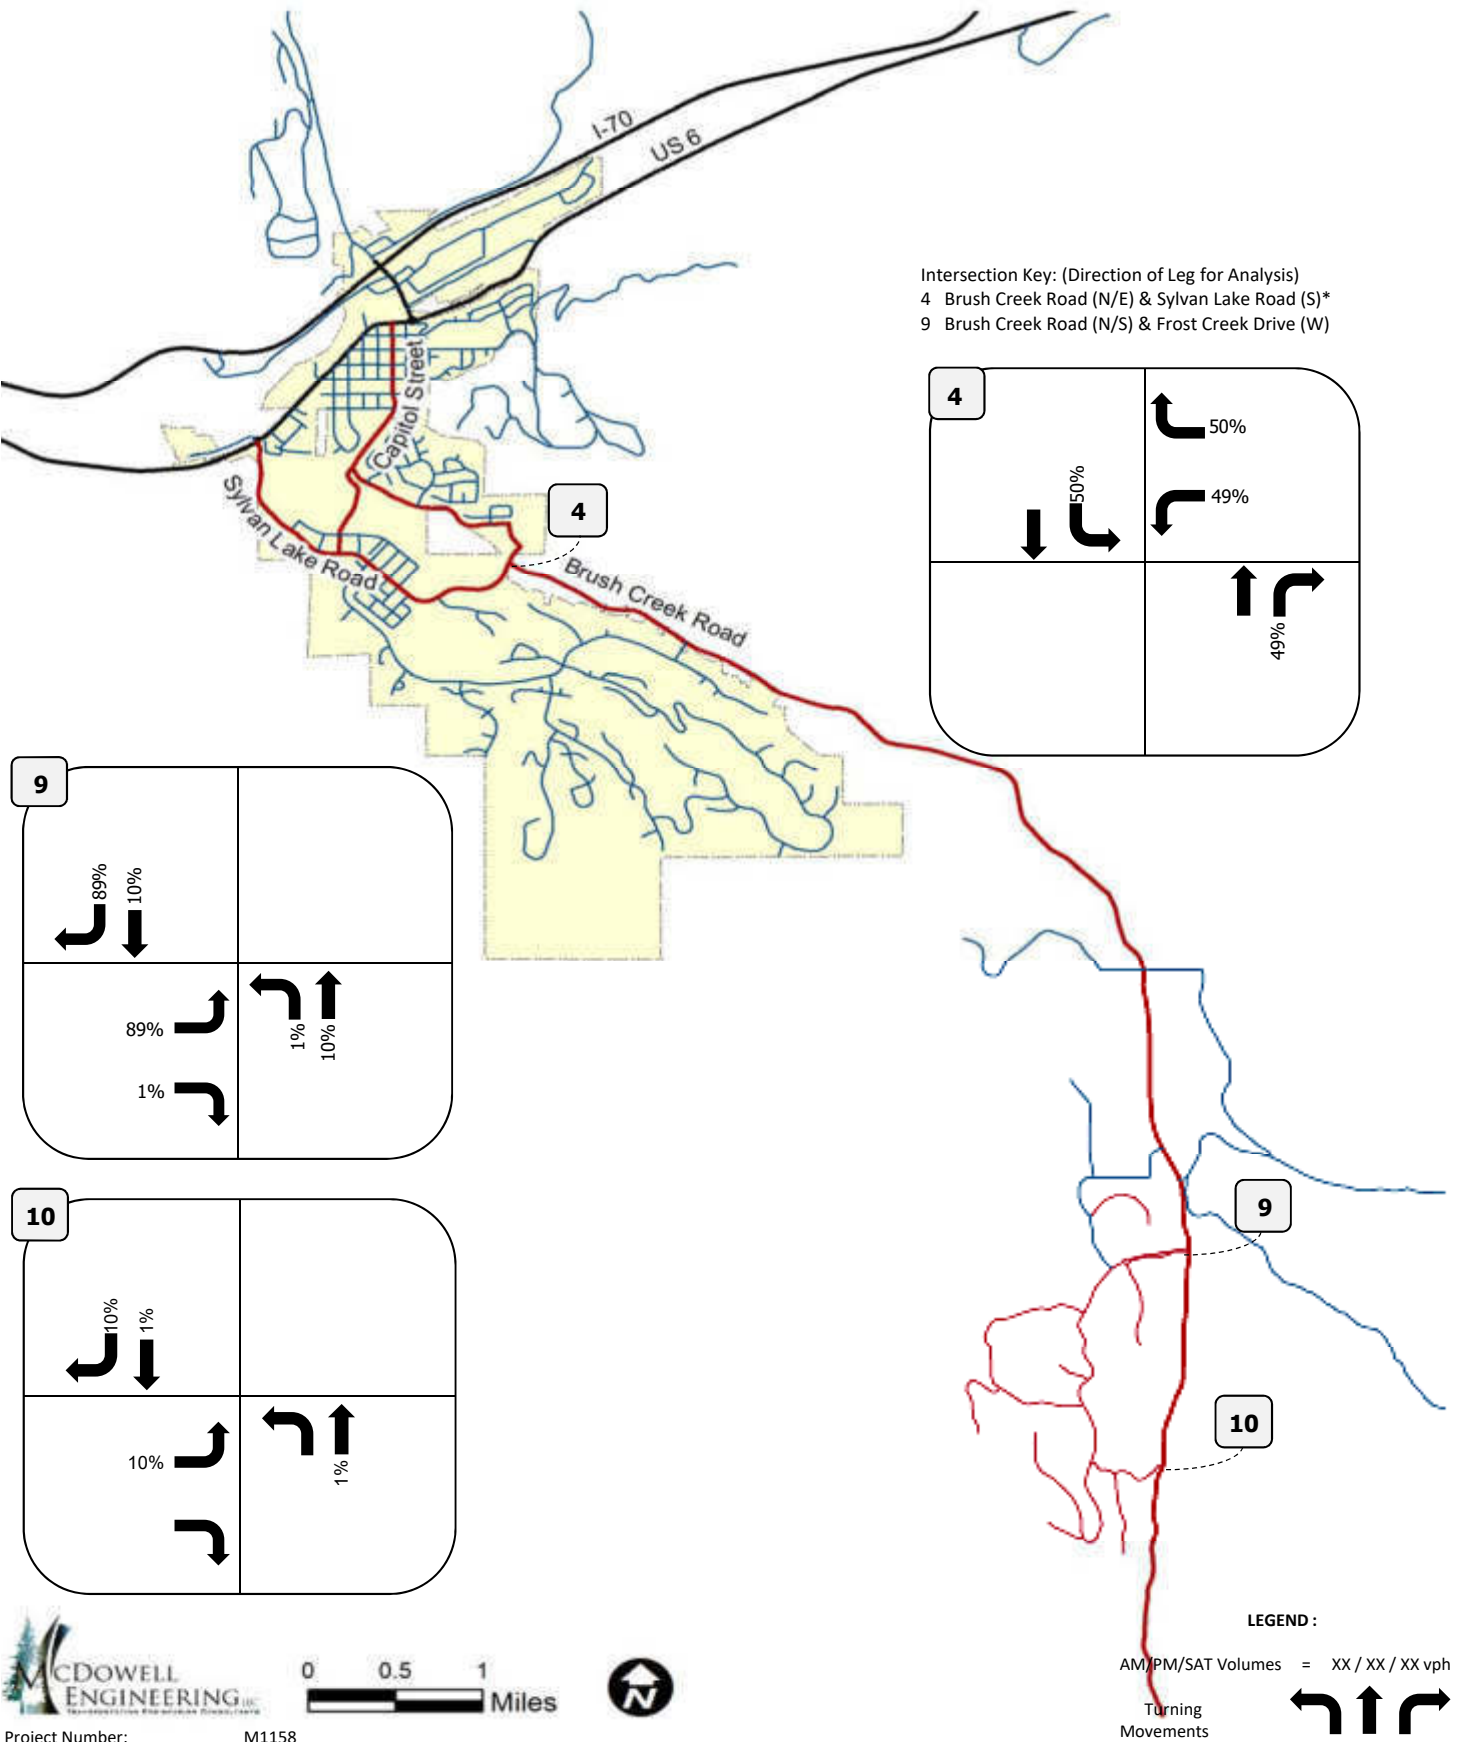 I-70
US 6
Intersection Key: (Direction of Leg for Analysis)
4 Brush Creek Road (N/E) & Sylvan Lake Road (S)*
9 Brush Creek Road (N/S) & Frost Creek Drive (W)
Capitol Street
Sylvan Lake Road
Brush Creek Road
4
4
50%
50%
49%
49%
9
89%
10%
89%
1%
1%
10%
10
10%
1%
10%
1%
9
10
MCDOWELL
ENGINEERING LLC
0 0.5 1
Miles
N
LEGEND :
AM/PM/SAT Volumes = XX / XX / XX vph
Turning
Movements
Project Number: M1158